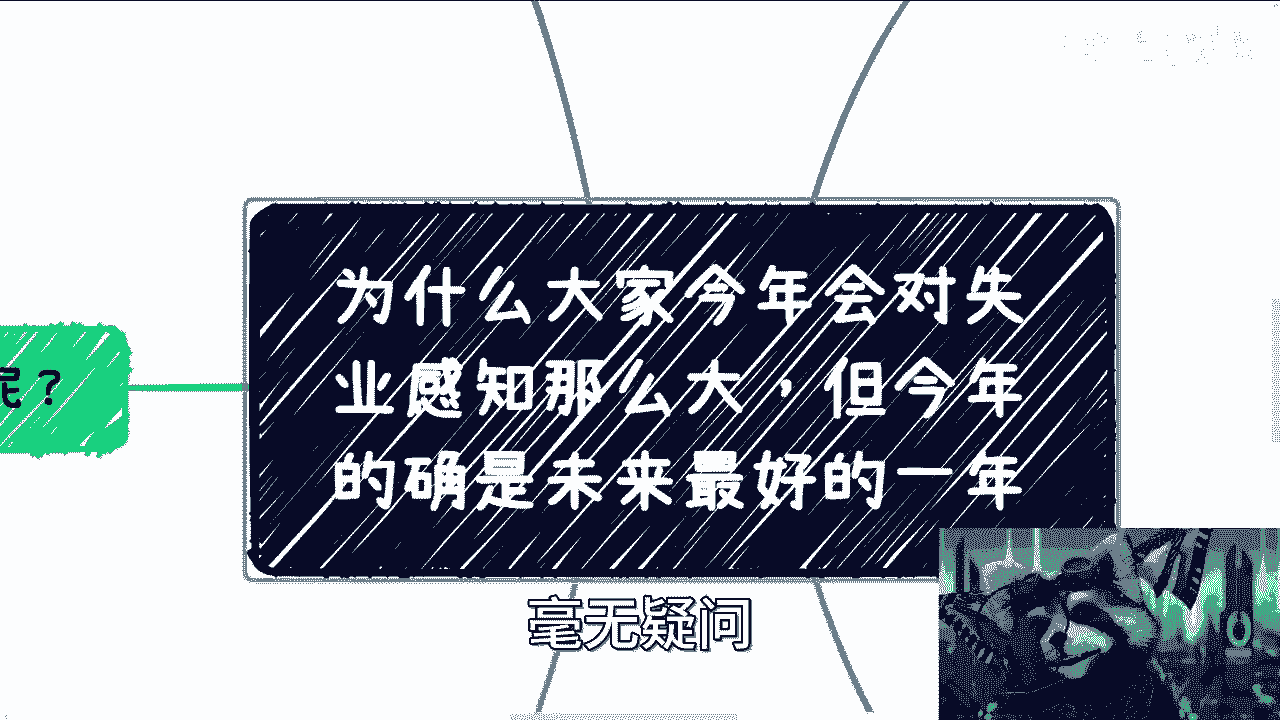 为什么大家今年会对失
业感知那么大，但今年
的确是未来最好的一年
呢？
毫无疑问